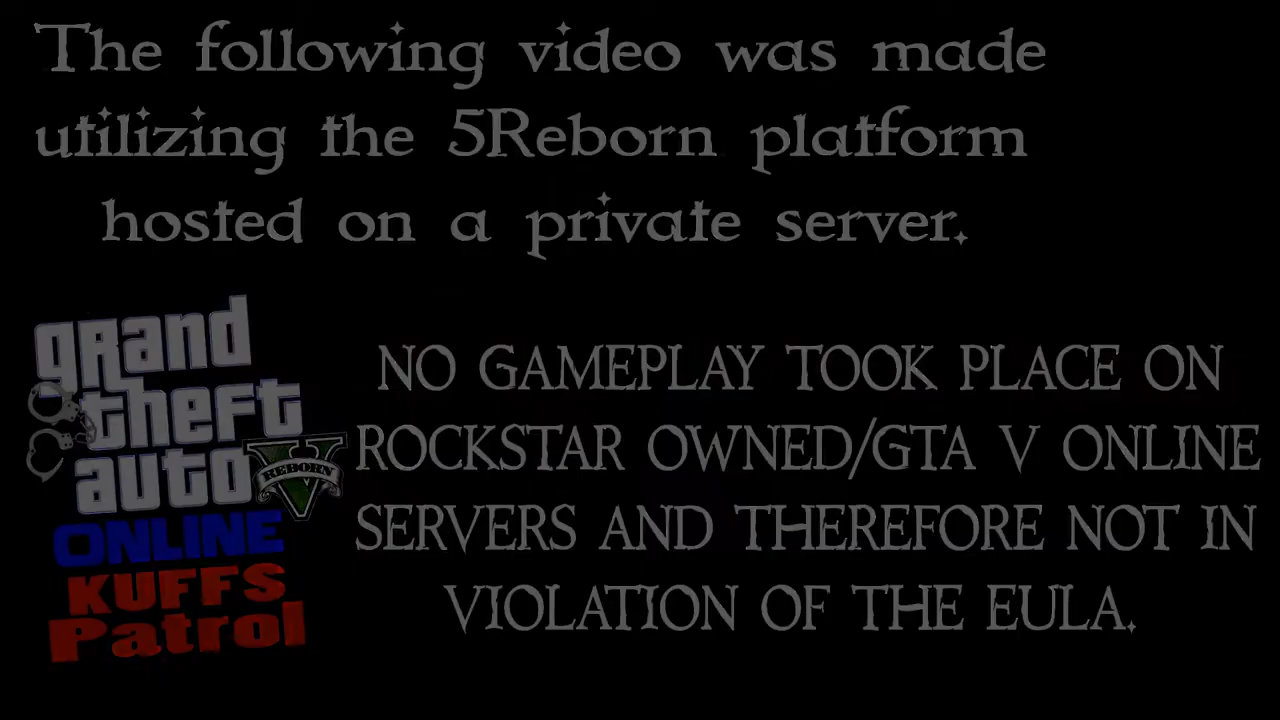 The following video was made
utilizing the 5Reborn platform
hosted on a private server.
grand
theft
auto
V
REBORN
ONLINE
KUFFS
Patrol
NO GAMEPLAY TOOK PLACE ON
ROCKSTAR OWNED/GTA V ONLINE
SERVERS AND THEREFORE NOT IN
VIOLATION OF THE EULA.